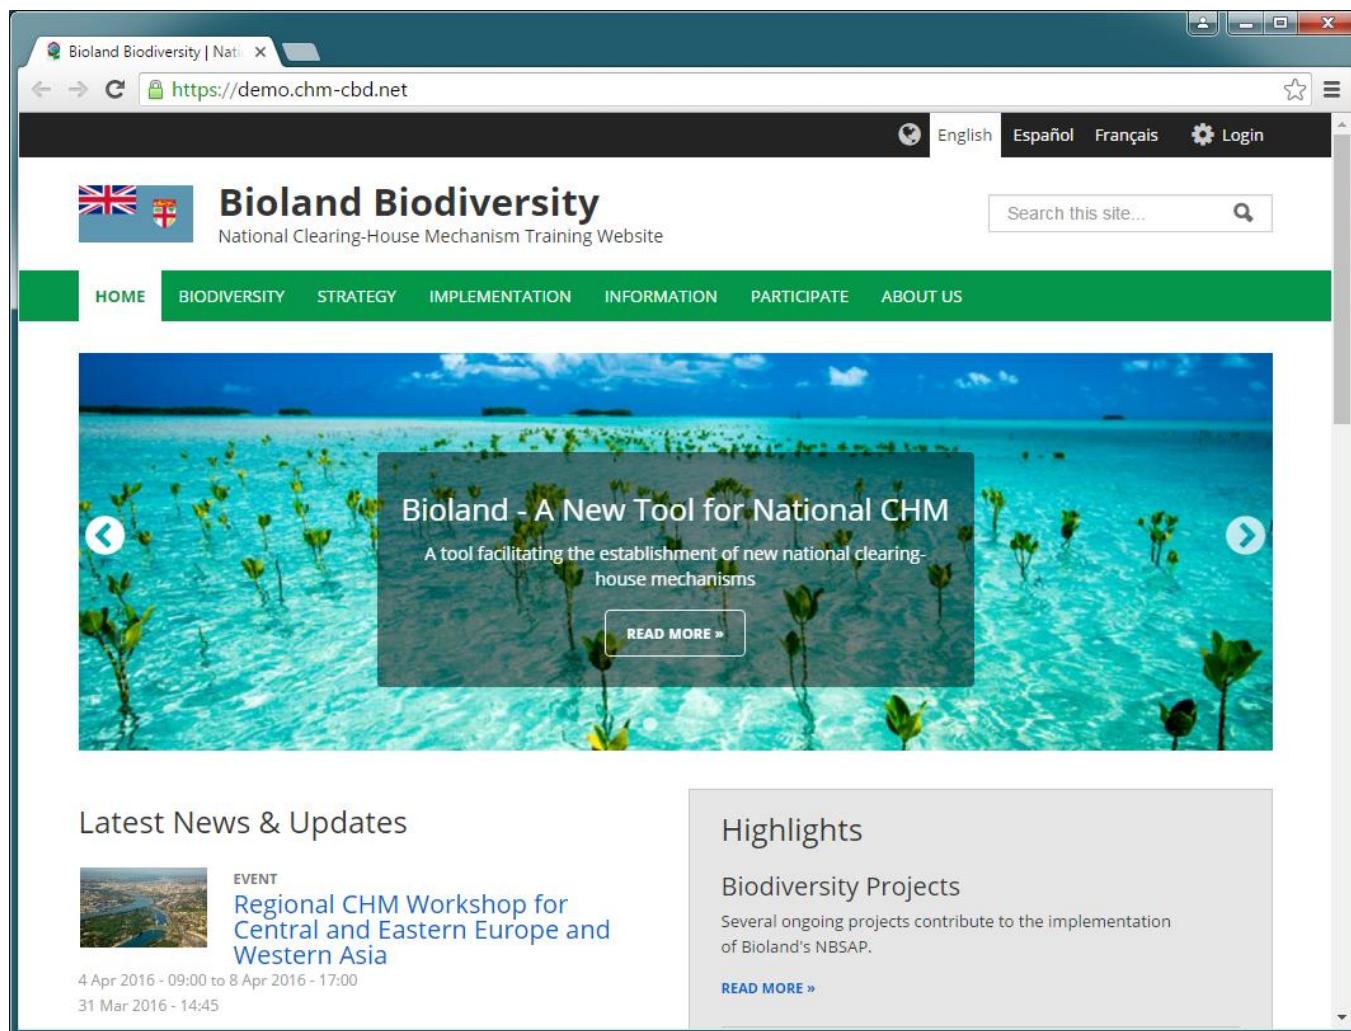 Bioland Biodiversity | Nati
https://demo.chm-cbd.net
English Español Français Login
Bioland Biodiversity
National Clearing-House Mechanism Training Website
Search this site...
HOME BIODIVERSITY STRATEGY IMPLEMENTATION INFORMATION PARTICIPATE ABOUT US
Bioland - A New Tool for National CHM
A tool facilitating the establishment of new national clearing-
house mechanisms
READ MORE »
Latest News & Updates
EVENT
Regional CHM Workshop for
Central and Eastern Europe and
Western Asia
4 Apr 2016 - 09:00 to 8 Apr 2016 - 17:00
31 Mar 2016 - 14:45
Highlights
Biodiversity Projects
Several ongoing projects contribute to the implementation
of Bioland's NBSAP.
READ MORE »